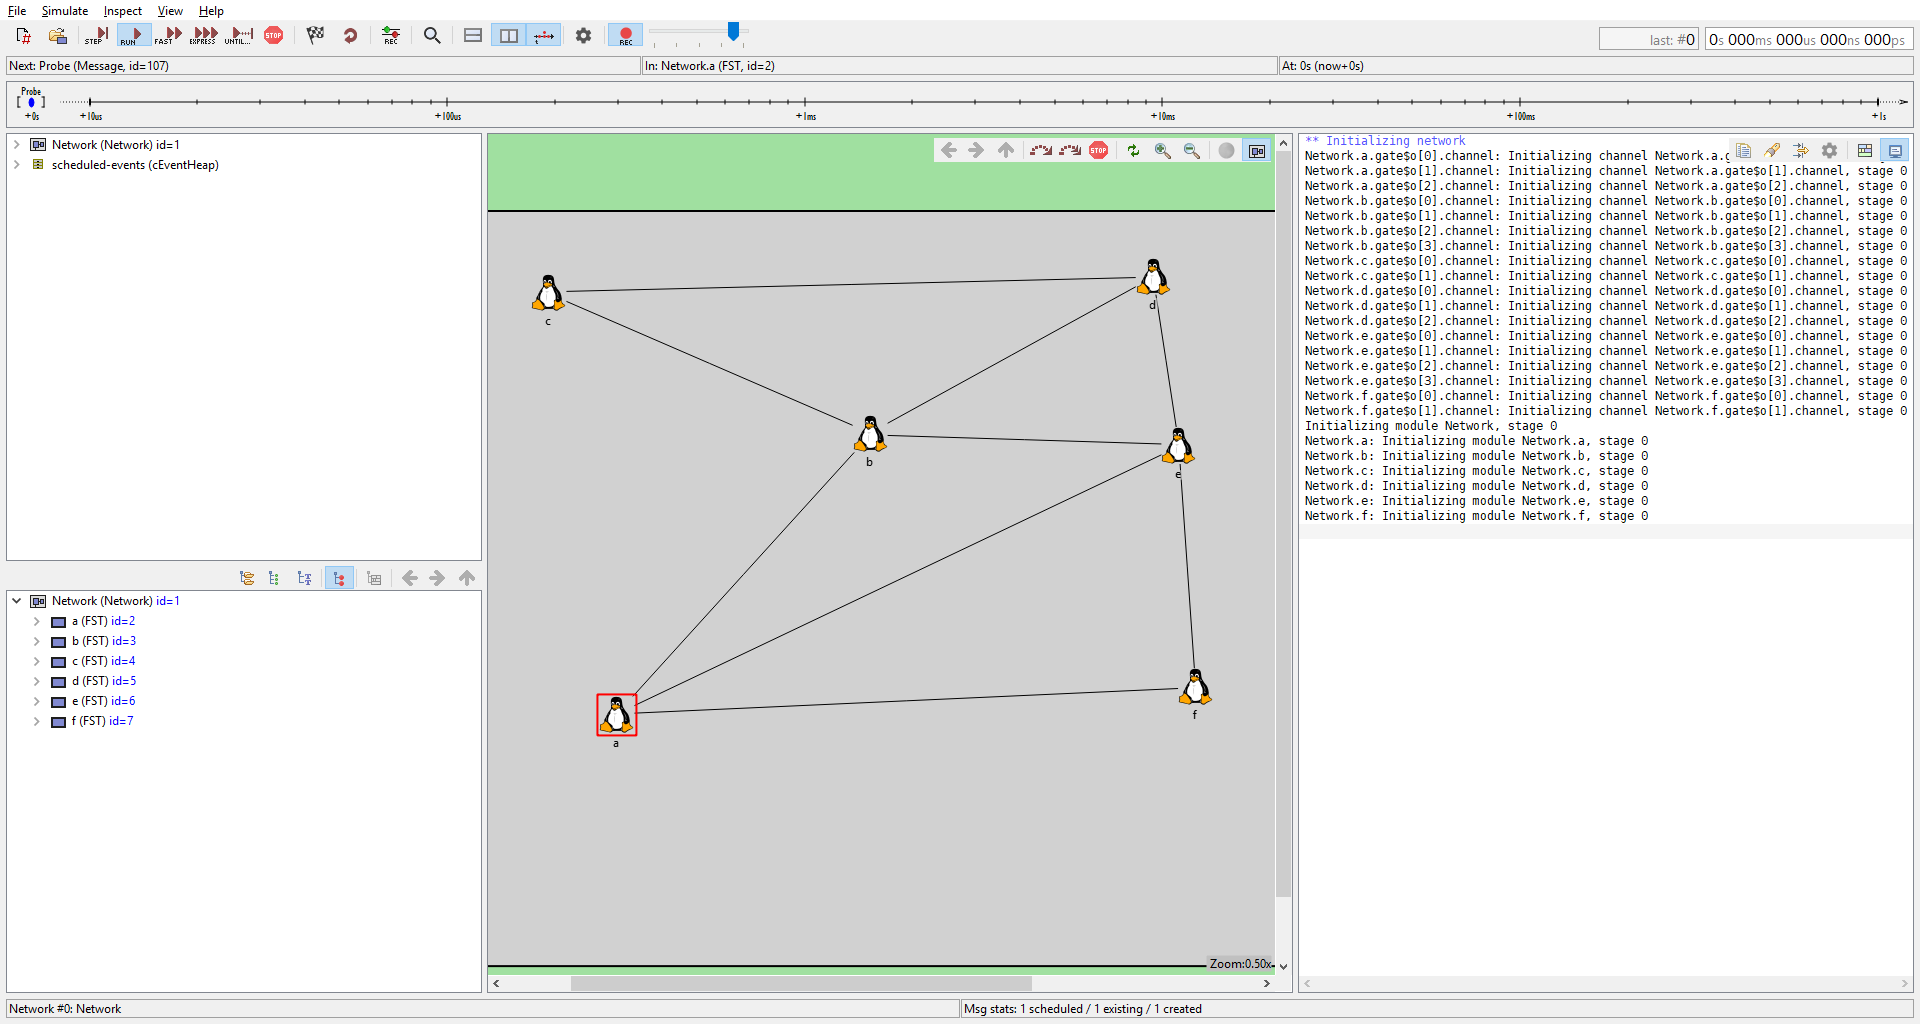 File Simulate Inspect View Help
STEP RUN FAST EXPRESS UNTIL... STOP REC REC
last: #0 0s 000ms 000us 000ns 000ps
Next: Probe (Message, id=107) In: Network.a (FST, id=2) At: 0s (now+0s)
Probe
+0s +10us +100us +1ms +10ms +100ms +1s
Network (Network) id=1
scheduled-events (cEventHeap)
Network (Network) id=1
a (FST) id=2
b (FST) id=3
c (FST) id=4
d (FST) id=5
e (FST) id=6
f (FST) id=7
STOP
c
d
b
e
f
a
Zoom:0.50x
** Initializing network
Network.a.gate$o[0].channel: Initializing channel Network.a.
Network.a.gate$o[1].channel: Initializing channel Network.a.gate$o[1].channel, stage 0
Network.a.gate$o[2].channel: Initializing channel Network.a.gate$o[2].channel, stage 0
Network.b.gate$o[0].channel: Initializing channel Network.b.gate$o[0].channel, stage 0
Network.b.gate$o[1].channel: Initializing channel Network.b.gate$o[1].channel, stage 0
Network.b.gate$o[2].channel: Initializing channel Network.b.gate$o[2].channel, stage 0
Network.b.gate$o[3].channel: Initializing channel Network.b.gate$o[3].channel, stage 0
Network.c.gate$o[0].channel: Initializing channel Network.c.gate$o[0].channel, stage 0
Network.c.gate$o[1].channel: Initializing channel Network.c.gate$o[1].channel, stage 0
Network.d.gate$o[0].channel: Initializing channel Network.d.gate$o[0].channel, stage 0
Network.d.gate$o[1].channel: Initializing channel Network.d.gate$o[1].channel, stage 0
Network.d.gate$o[2].channel: Initializing channel Network.d.gate$o[2].channel, stage 0
Network.e.gate$o[0].channel: Initializing channel Network.e.gate$o[0].channel, stage 0
Network.e.gate$o[1].channel: Initializing channel Network.e.gate$o[1].channel, stage 0
Network.e.gate$o[2].channel: Initializing channel Network.e.gate$o[2].channel, stage 0
Network.e.gate$o[3].channel: Initializing channel Network.e.gate$o[3].channel, stage 0
Network.f.gate$o[0].channel: Initializing channel Network.f.gate$o[0].channel, stage 0
Network.f.gate$o[1].channel: Initializing channel Network.f.gate$o[1].channel, stage 0
Initializing module Network, stage 0
Network.a: Initializing module Network.a, stage 0
Network.b: Initializing module Network.b, stage 0
Network.c: Initializing module Network.c, stage 0
Network.d: Initializing module Network.d, stage 0
Network.e: Initializing module Network.e, stage 0
Network.f: Initializing module Network.f, stage 0
Network #0: Network Msg stats: 1 scheduled / 1 existing / 1 created